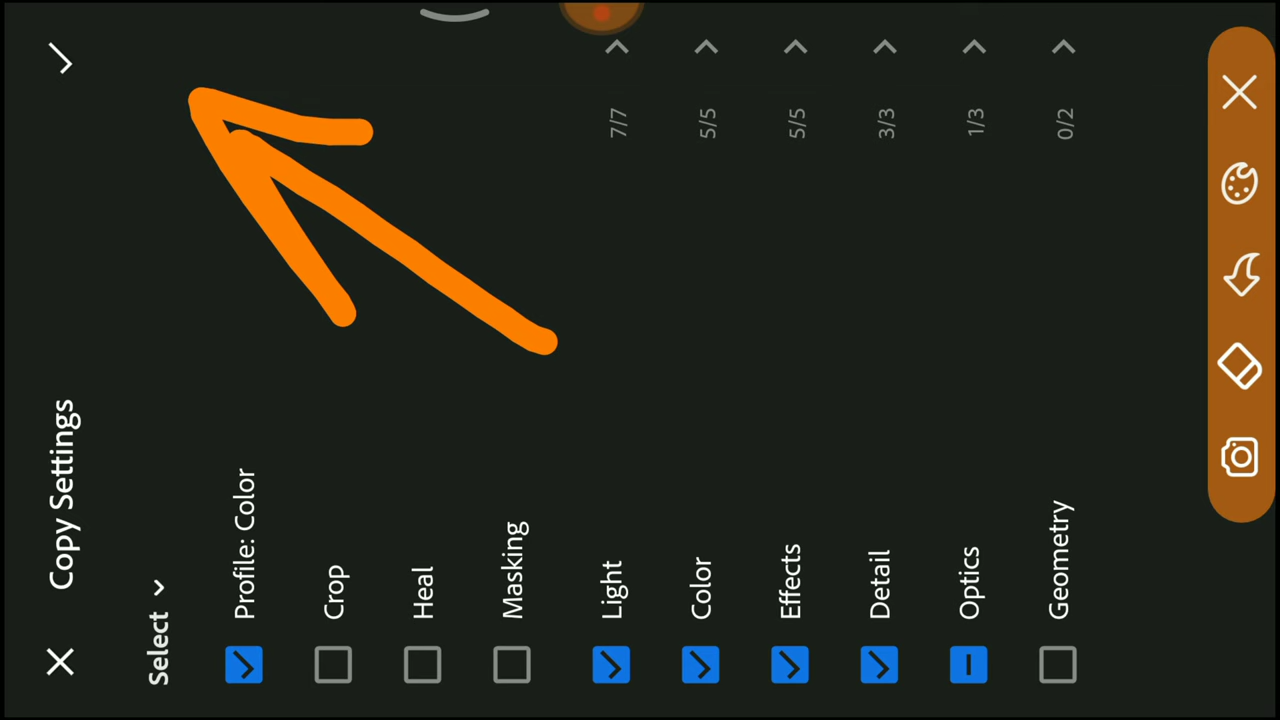 Copy Settings
Select
Profile: Color
Crop
Heal
Masking
Light 7/7
Color 5/5
Effects 5/5
Detail 3/3
Optics 1/3
Geometry 0/2